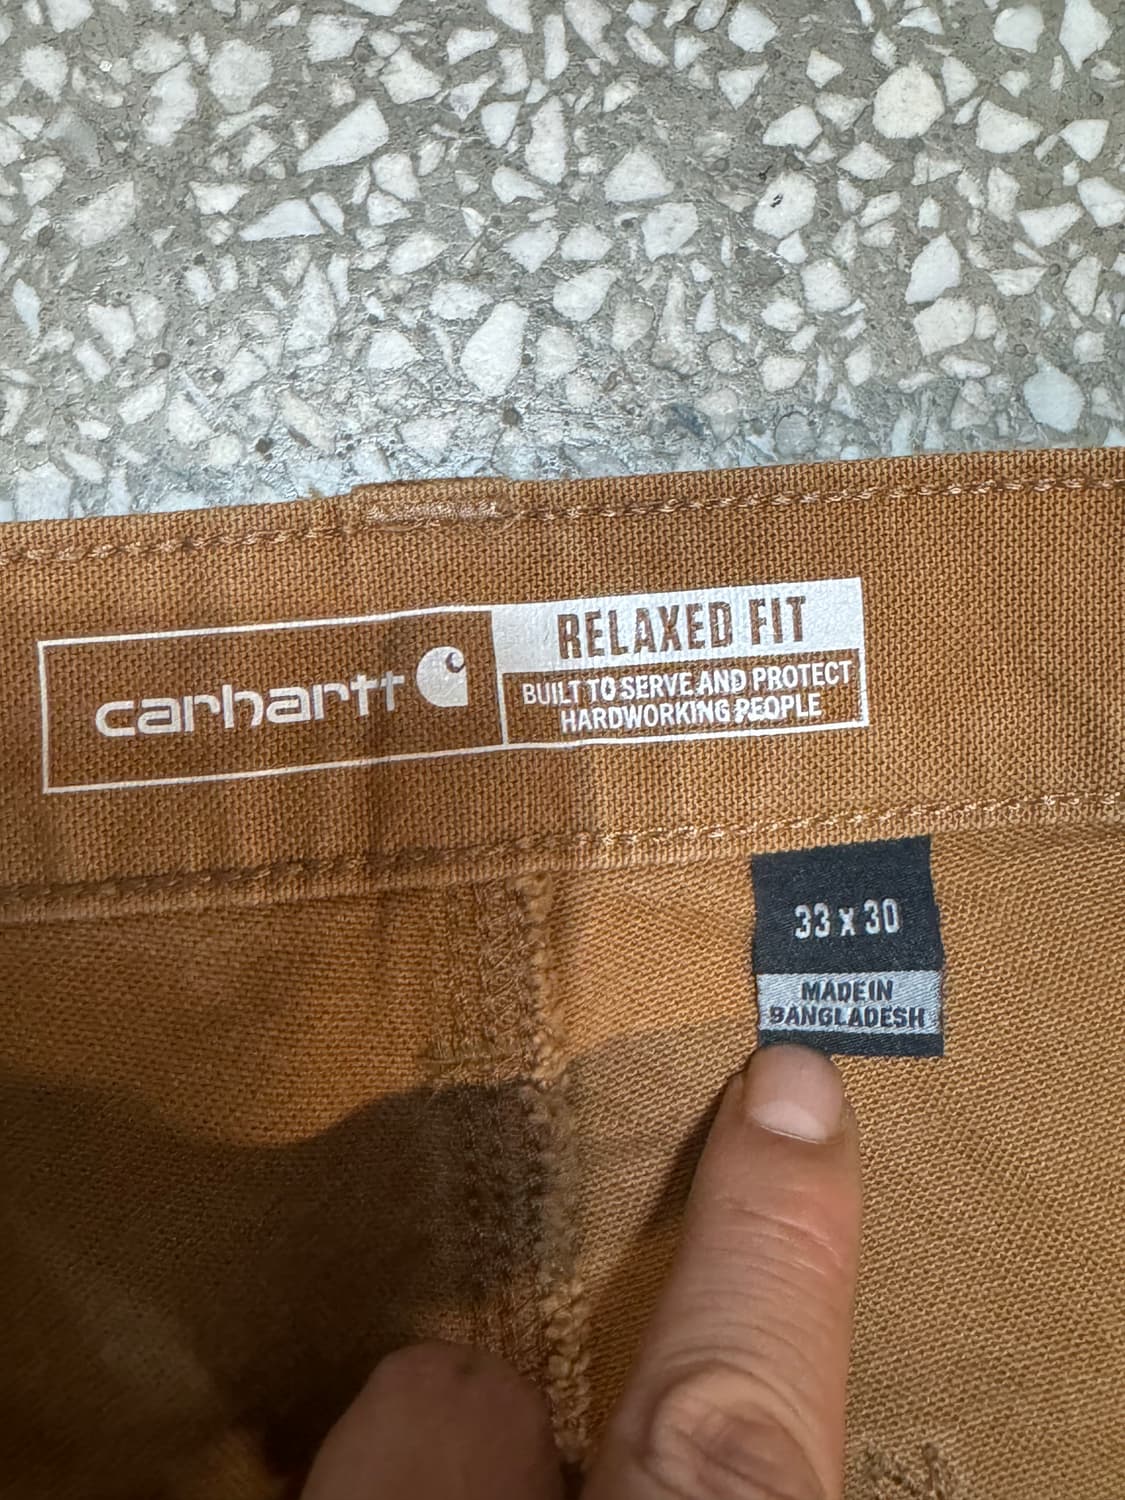 carhartt
RELAXED FIT
BUILT TO SERVE AND PROTECT
HARDWORKING PEOPLE
33 x 30
MADE IN
BANGLADESH